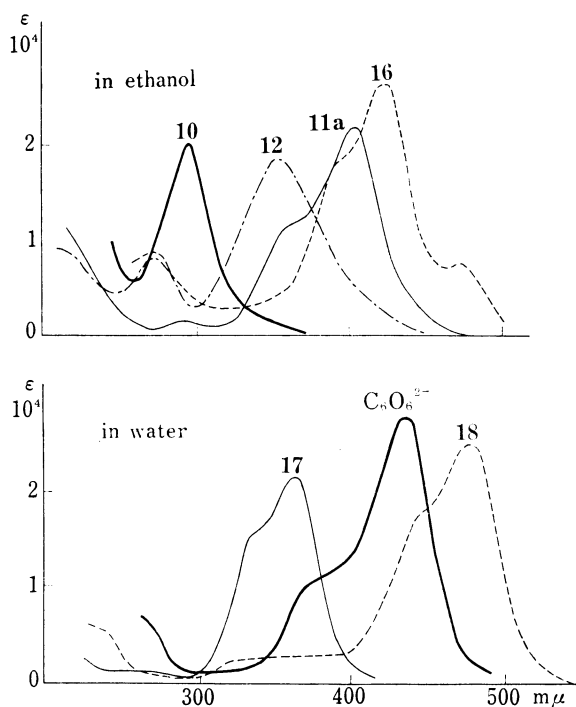 ε
10⁴
in ethanol
10
12
11a
16
2
1
0
ε
10⁴
in water
C₆O₆²⁻
17
18
2
1
0
300
400
500
mμ